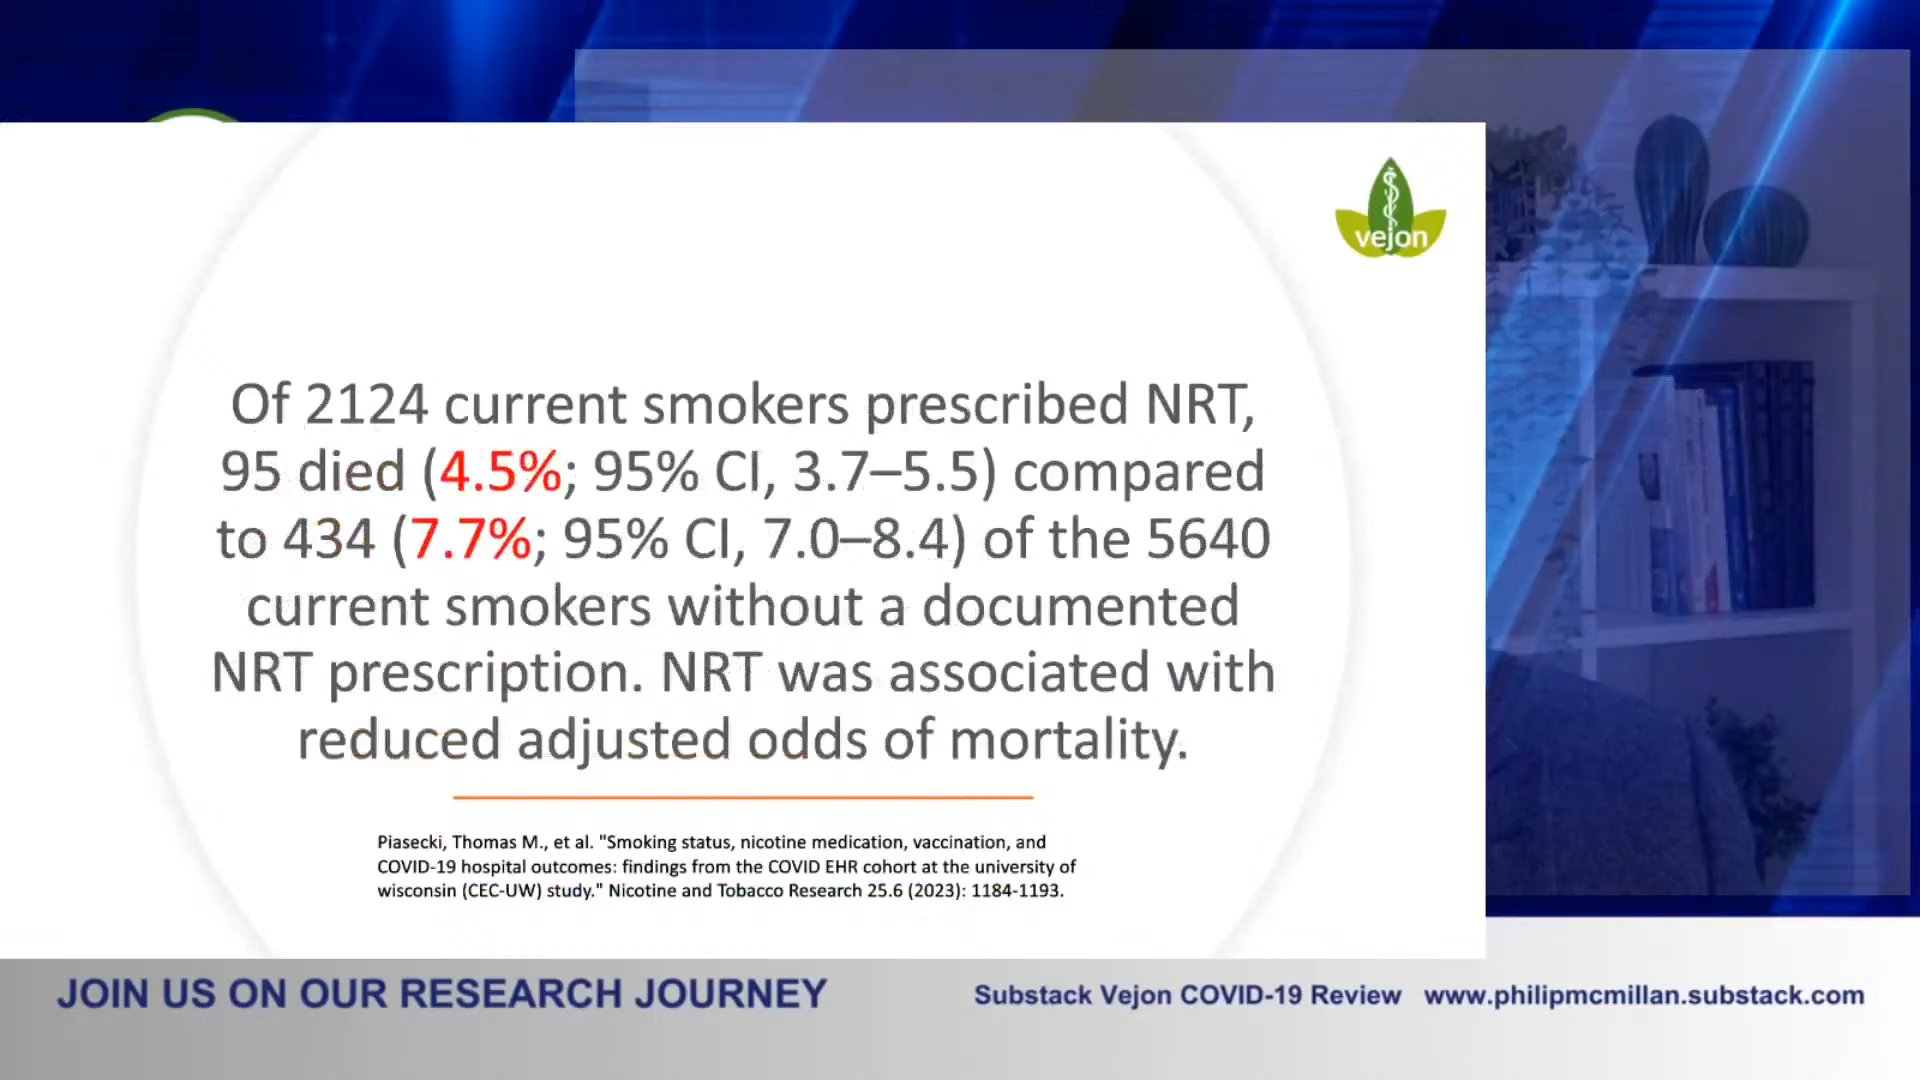 vejon
Of 2124 current smokers prescribed NRT,
95 died (4.5%; 95% CI, 3.7–5.5) compared
to 434 (7.7%; 95% CI, 7.0–8.4) of the 5640
current smokers without a documented
NRT prescription. NRT was associated with
reduced adjusted odds of mortality.
Piasecki, Thomas M., et al. "Smoking status, nicotine medication, vaccination, and
COVID-19 hospital outcomes: findings from the COVID EHR cohort at the university of
wisconsin (CEC-UW) study." Nicotine and Tobacco Research 25.6 (2023): 1184-1193.
JOIN US ON OUR RESEARCH JOURNEY
Substack Vejon COVID-19 Review www.philipmcmillan.substack.com